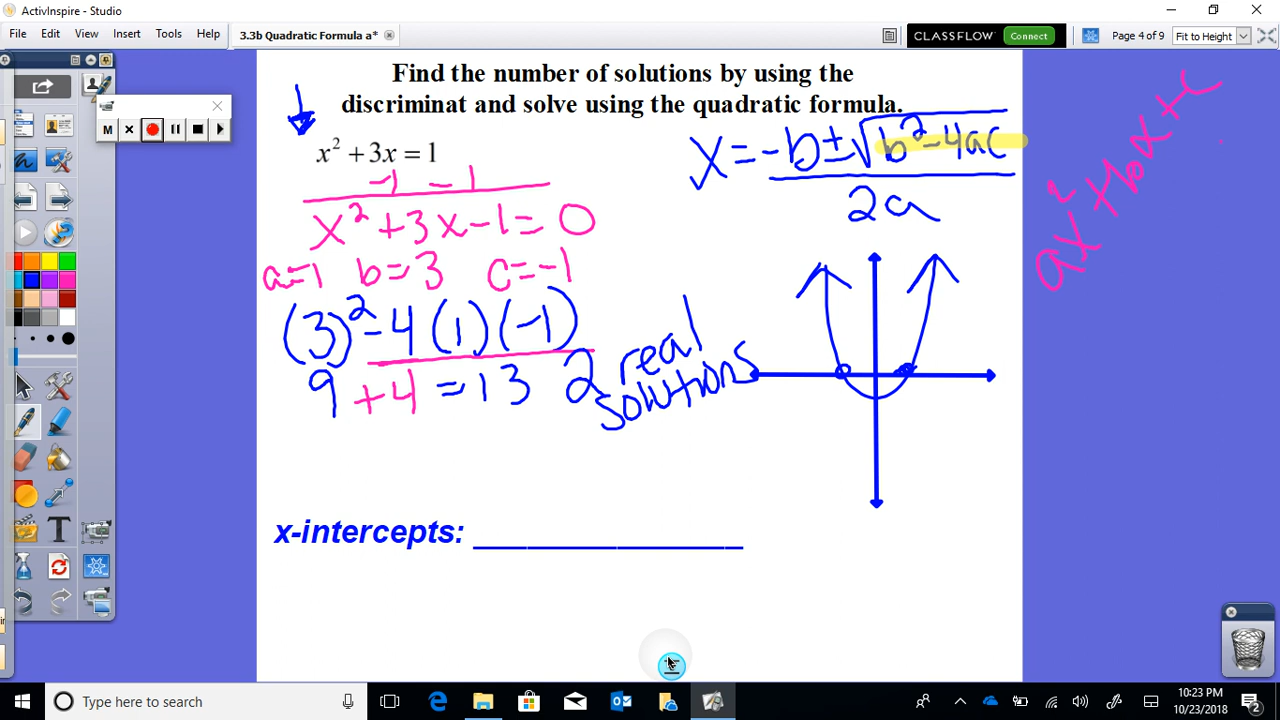 ActivInspire - Studio
File Edit View Insert Tools Help 3.3b Quadratic Formula a* CLASSFLOW Connect Page 4 of 9 Fit to Height
Find the number of solutions by using the
discriminat and solve using the quadratic formula.
M
x² + 3x = 1
-1 -1
x² + 3x - 1 = 0
a=1 b=3 c=-1
(3)² - 4(1)(-1)
9 + 4 = 13 2 real
solutions
x = -b ± √b² - 4ac
2a
ax² + bx + c
x-intercepts: _______________
T
Type here to search
10:23 PM
10/23/2018
2